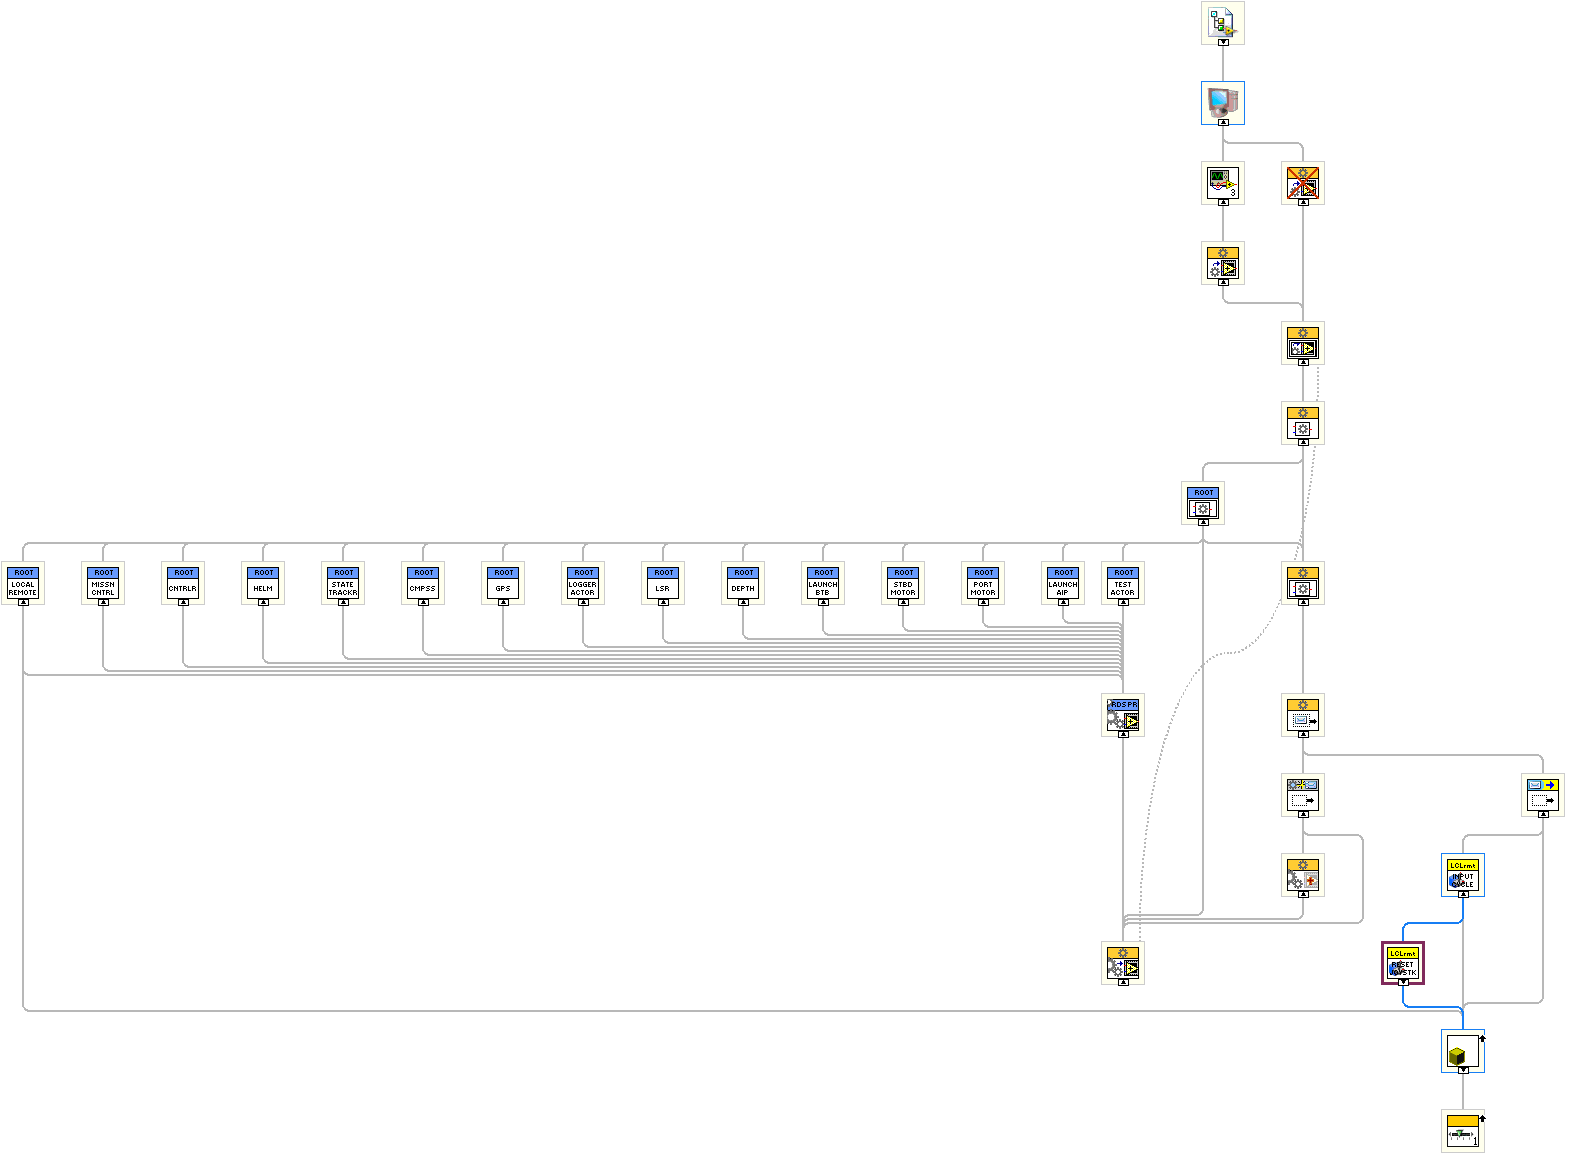 3
ROOT
ROOT
LOCAL
REMOTE
ROOT
MISSN
CNTRL
ROOT
CNTRLR
ROOT
HELM
ROOT
STATE
TRACKR
ROOT
CMPSS
ROOT
GPS
ROOT
LOGGER
ACTOR
ROOT
LSR
ROOT
DEPTH
ROOT
LAUNCH
BTB
ROOT
STBD
MOTOR
ROOT
PORT
MOTOR
ROOT
LAUNCH
AIP
ROOT
TEST
ACTOR
RDSPR
LCLrmt
INPUT
LCLrmt
RESET
1